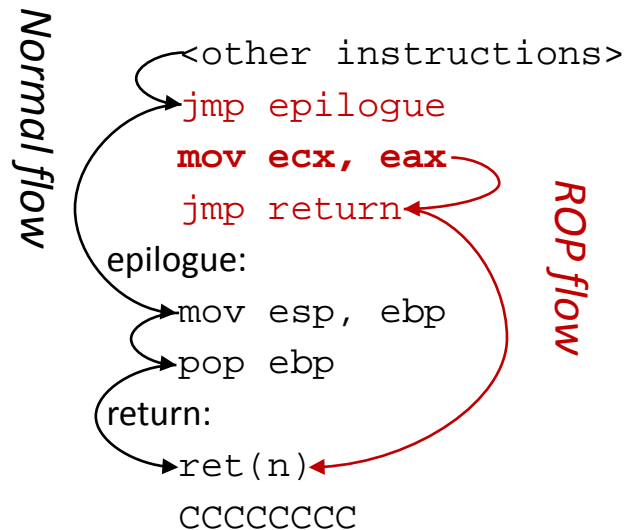 Normal flow
<other instructions>
jmp epilogue
mov ecx, eax
jmp return
ROP flow
epilogue:
mov esp, ebp
pop ebp
return:
ret(n)
CCCCCCCC